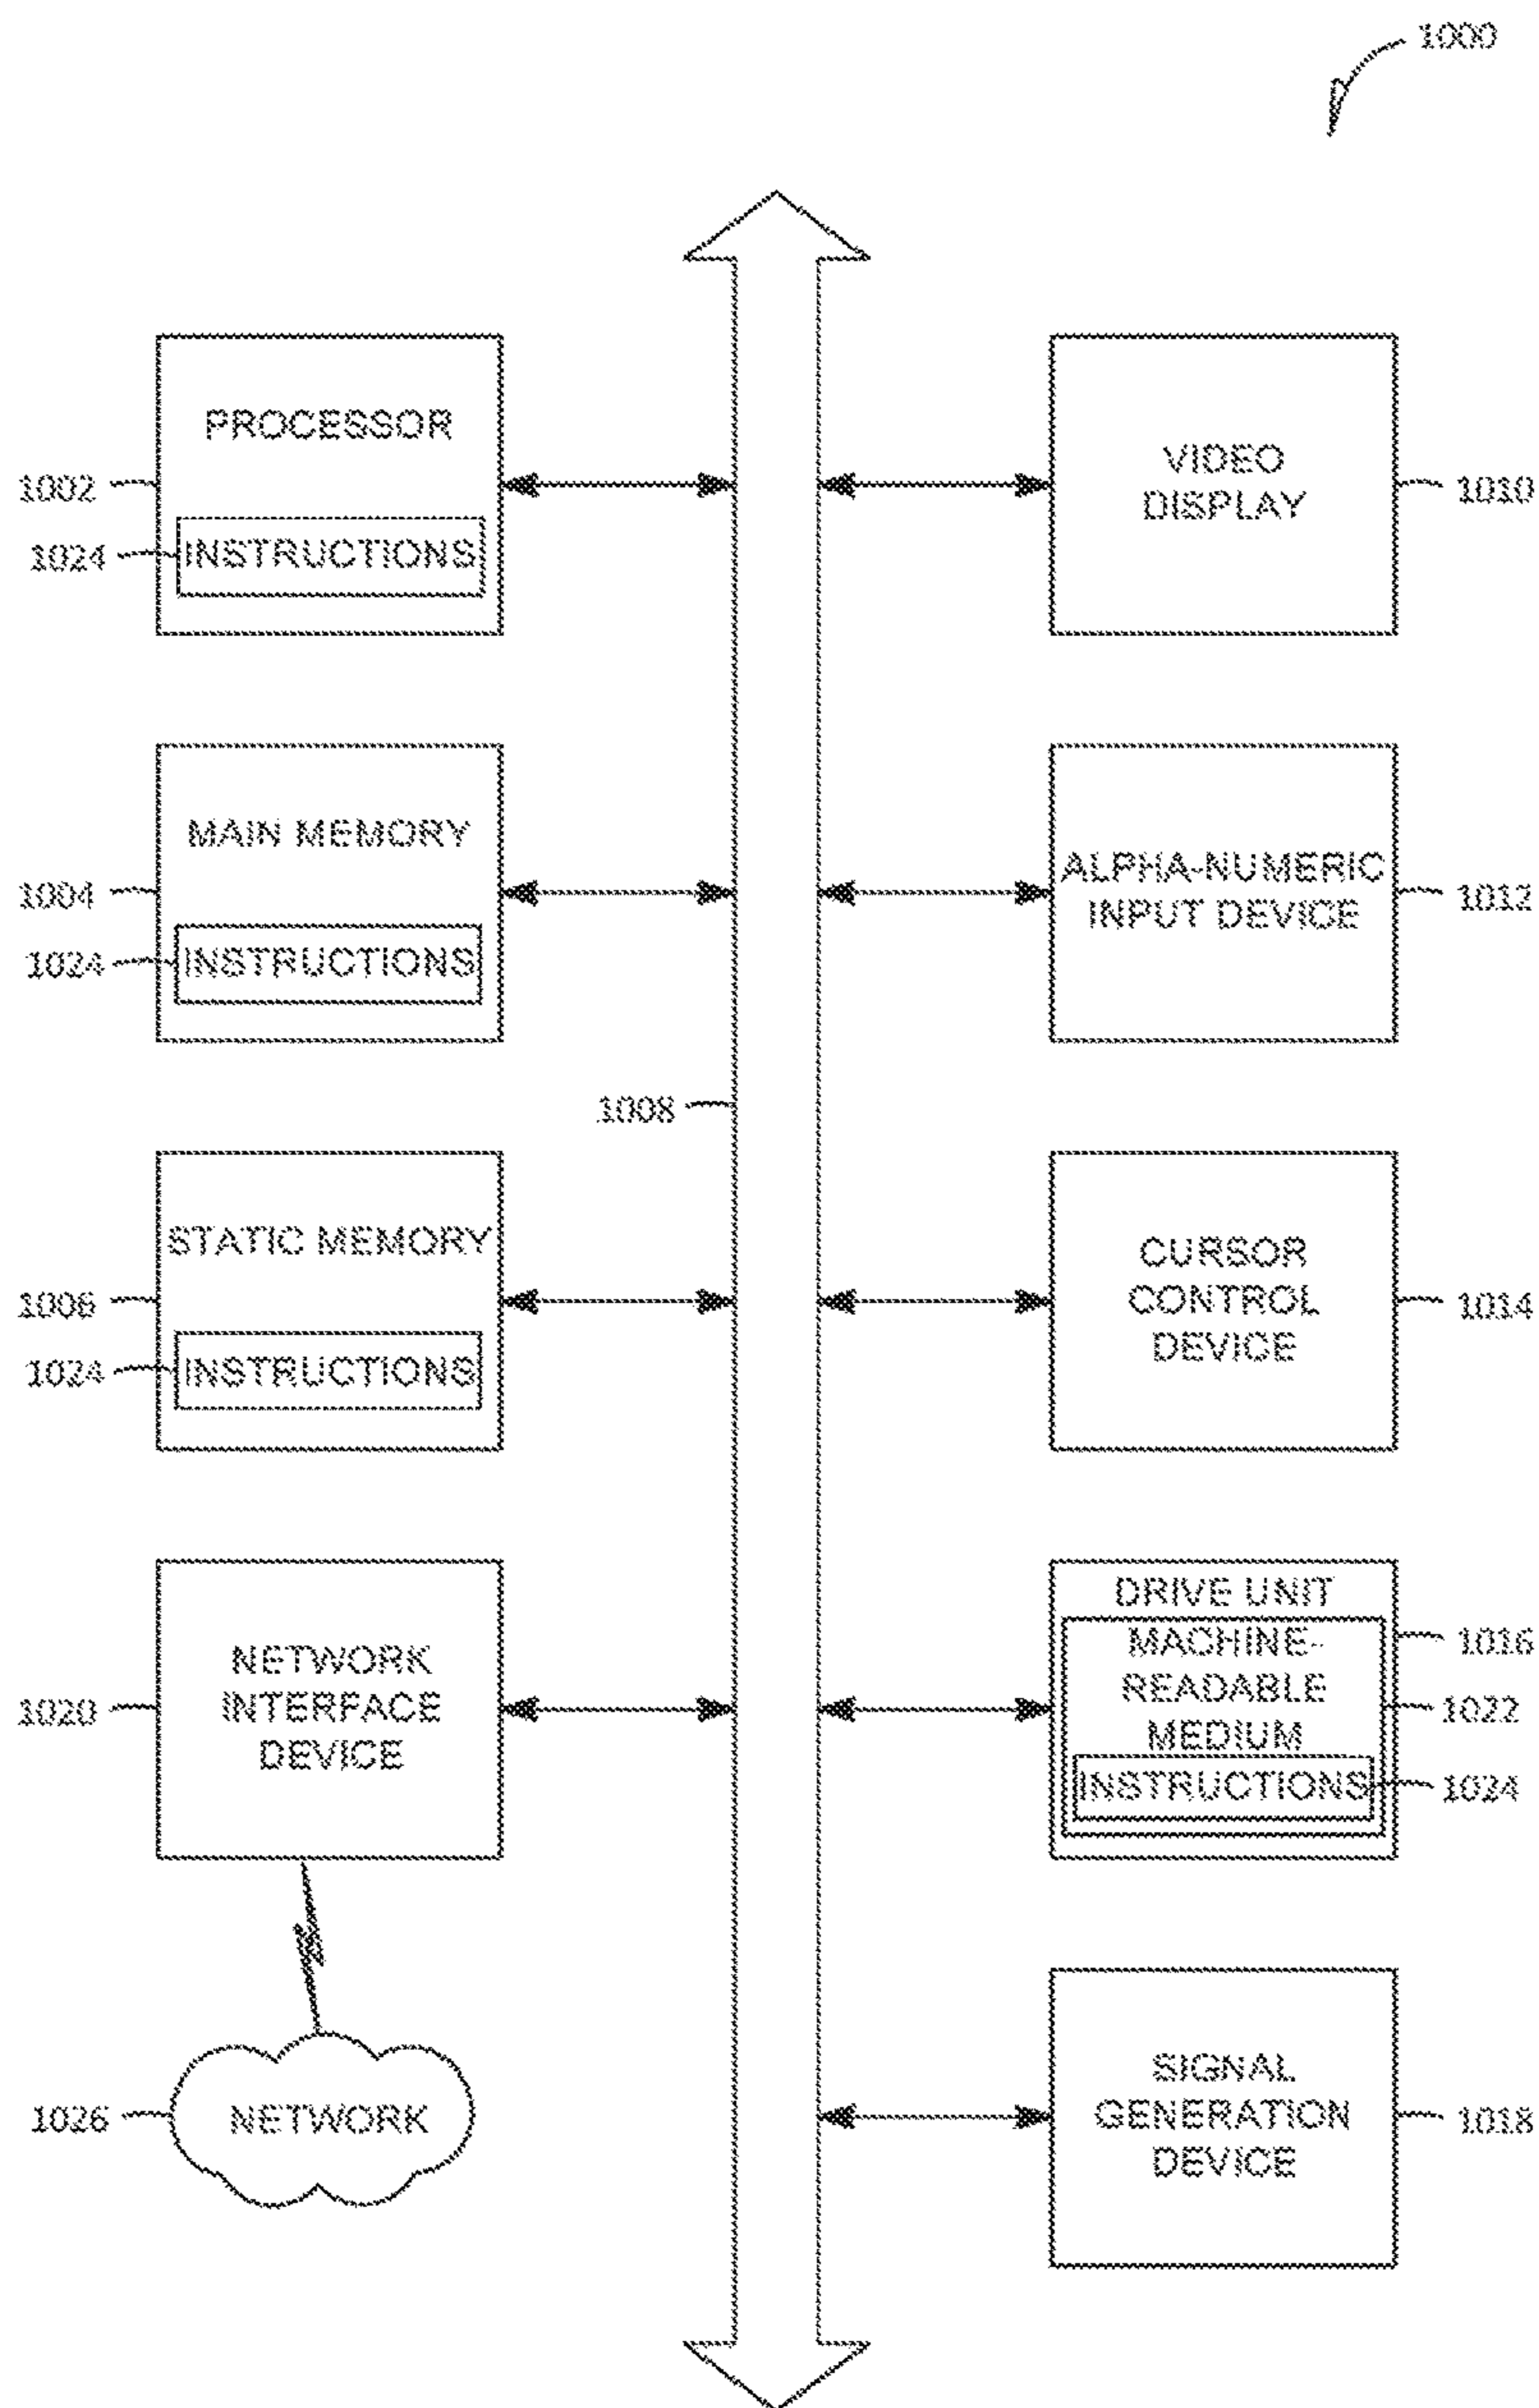 1000
PROCESSOR
1002
1024
INSTRUCTIONS
VIDEO
DISPLAY
1010
MAIN MEMORY
1004
1024
INSTRUCTIONS
ALPHA-NUMERIC
INPUT DEVICE
1012
1008
STATIC MEMORY
1006
1024
INSTRUCTIONS
CURSOR
CONTROL
DEVICE
1014
NETWORK
INTERFACE
DEVICE
1020
DRIVE UNIT
1016
MACHINE-
READABLE
MEDIUM
1022
INSTRUCTIONS
1024
1026
NETWORK
SIGNAL
GENERATION
DEVICE
1018